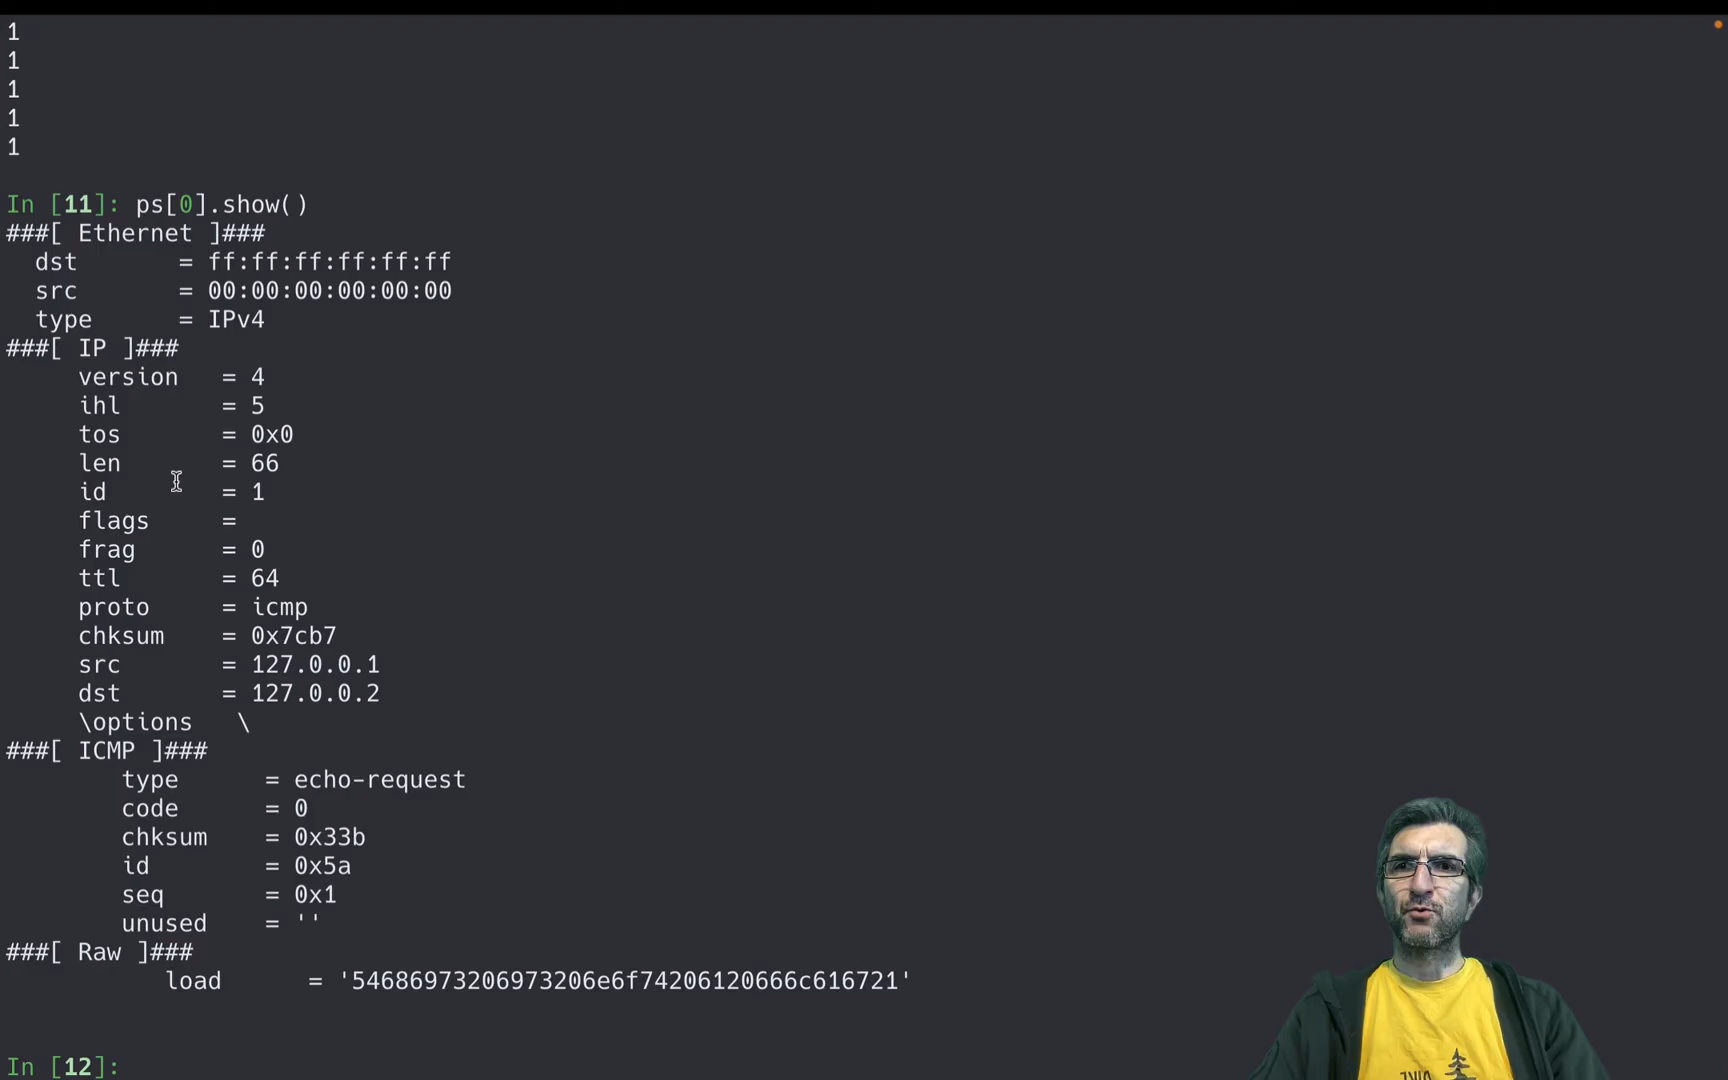 1
1
1
1
1
In [11]: ps[0].show()
###[ Ethernet ]###
  dst       = ff:ff:ff:ff:ff:ff
  src       = 00:00:00:00:00:00
  type      = IPv4
###[ IP ]###
     version   = 4
     ihl       = 5
     tos       = 0x0
     len       = 66
     id        = 1
     flags     =
     frag      = 0
     ttl       = 64
     proto     = icmp
     chksum    = 0x7cb7
     src       = 127.0.0.1
     dst       = 127.0.0.2
     \options   \
###[ ICMP ]###
        type      = echo-request
        code      = 0
        chksum    = 0x33b
        id        = 0x5a
        seq       = 0x1
        unused    = ''
###[ Raw ]###
           load      = '54686973206973206e6f74206120666c616721'
In [12]: